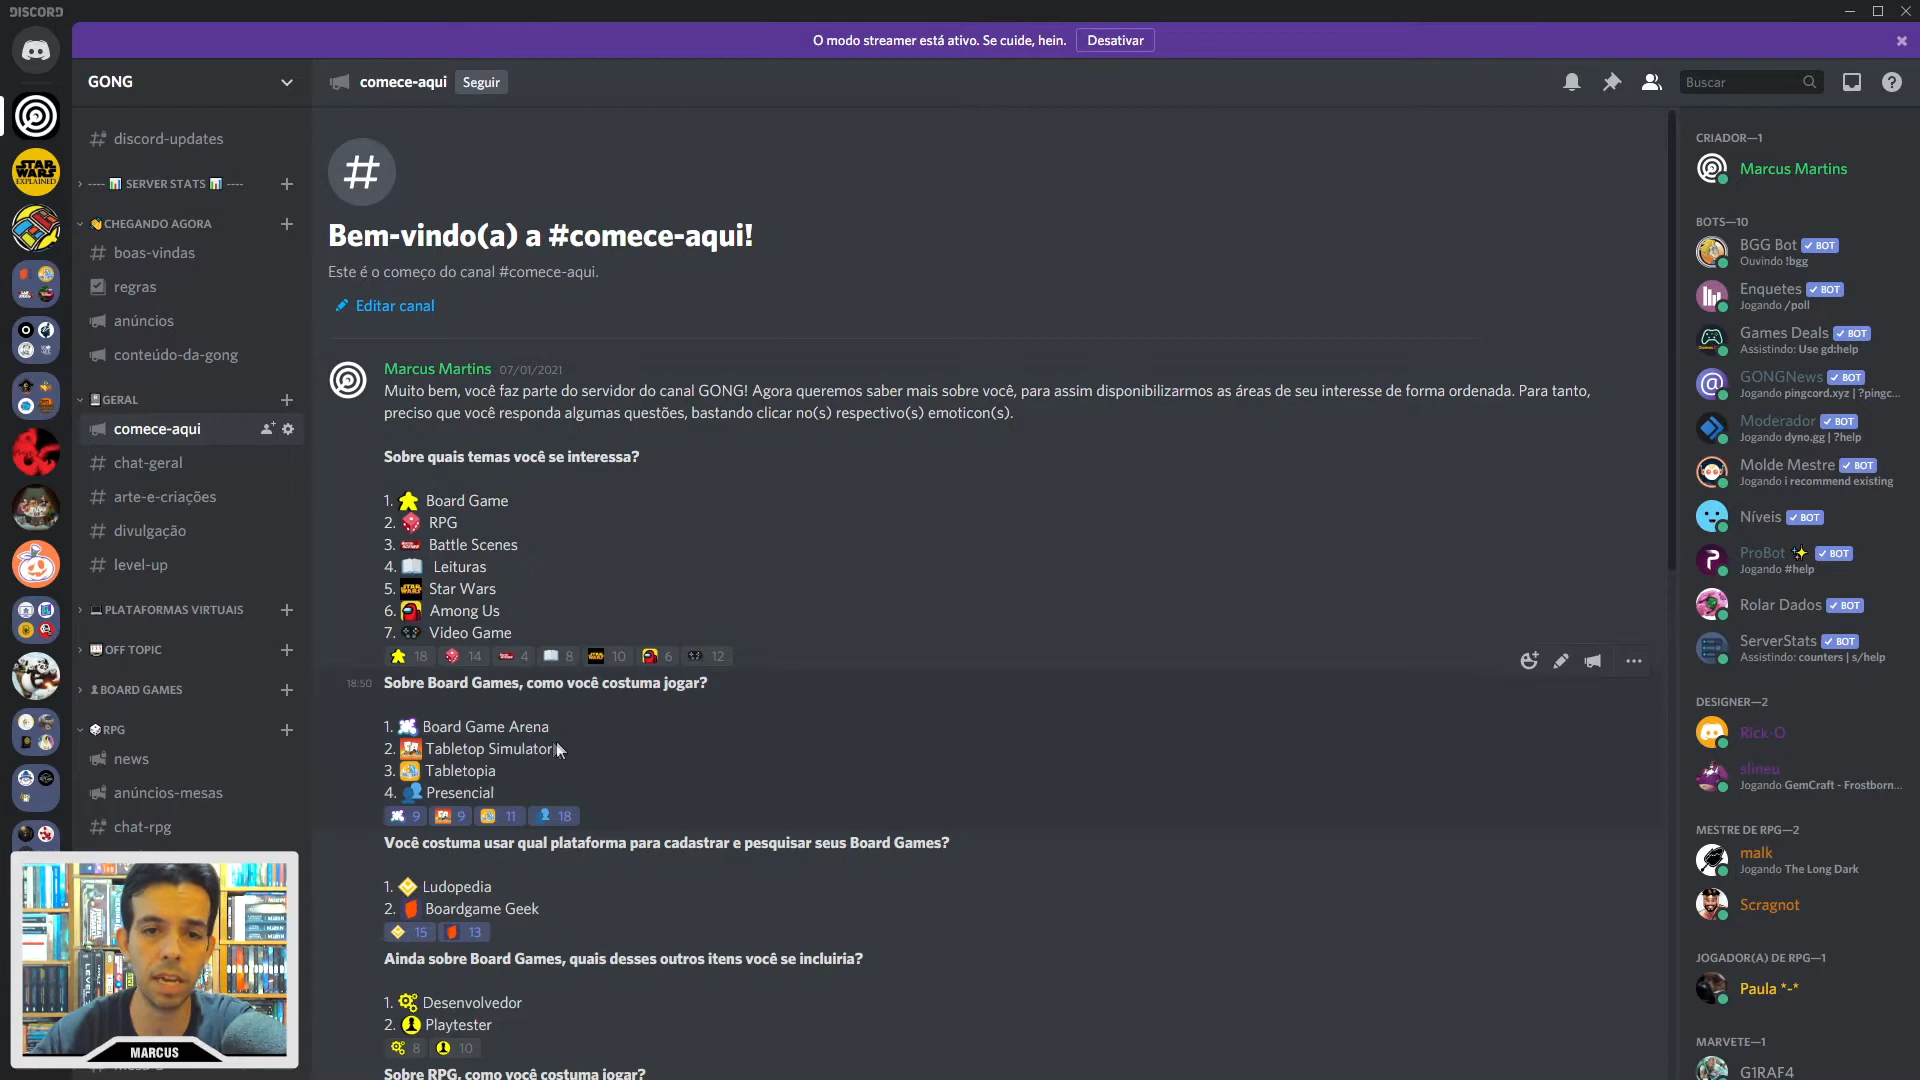 DISCORD
O modo streamer está ativo. Se cuide, hein.
Desativar
GONG
comece-aqui
Seguir
Buscar
STAR WARS EXPLAINED
discord-updates
---- SERVER STATS ----
CHEGANDO AGORA
boas-vindas
regras
anúncios
conteúdo-da-gong
GERAL
comece-aqui
chat-geral
arte-e-criações
divulgação
level-up
PLATAFORMAS VIRTUAIS
OFF TOPIC
BOARD GAMES
RPG
news
anúncios-mesas
chat-rpg
MARCUS
Bem-vindo(a) a #comece-aqui!
Este é o começo do canal #comece-aqui.
Editar canal
Marcus Martins 07/01/2021
Muito bem, você faz parte do servidor do canal GONG! Agora queremos saber mais sobre você, para assim disponibilizarmos as áreas de seu interesse de forma ordenada. Para tanto,
preciso que você responda algumas questões, bastando clicar no(s) respectivo(s) emoticon(s).
Sobre quais temas você se interessa?
1. Board Game
2. RPG
3. Battle Scenes
4. Leituras
5. Star Wars
6. Among Us
7. Video Game
18 14 4 8 10 6 12
18:50 Sobre Board Games, como você costuma jogar?
1. Board Game Arena
2. Tabletop Simulator
3. Tabletopia
4. Presencial
9 9 11 18
Você costuma usar qual plataforma para cadastrar e pesquisar seus Board Games?
1. Ludopedia
2. Boardgame Geek
15 13
Ainda sobre Board Games, quais desses outros itens você se incluiria?
1. Desenvolvedor
2. Playtester
8 10
Sobre RPG, como você costuma jogar?
CRIADOR—1
Marcus Martins
BOTS—10
BGG Bot BOT
Ouvindo !bgg
Enquetes BOT
Jogando /poll
Games Deals BOT
Assistindo: Use gd:help
GONGNews BOT
Jogando pingcord.xyz | ?pingc...
Moderador BOT
Jogando dyno.gg | ?help
Molde Mestre BOT
Jogando i recommend existing
Níveis BOT
ProBot BOT
Jogando #help
Rolar Dados BOT
ServerStats BOT
Assistindo: counters | s/help
DESIGNER—2
Rick-O
slineu
Jogando GemCraft - Frostborn...
MESTRE DE RPG—2
malk
Jogando The Long Dark
Scragnot
JOGADOR(A) DE RPG—1
Paula *-*
MARVETE—1
G1RAF4